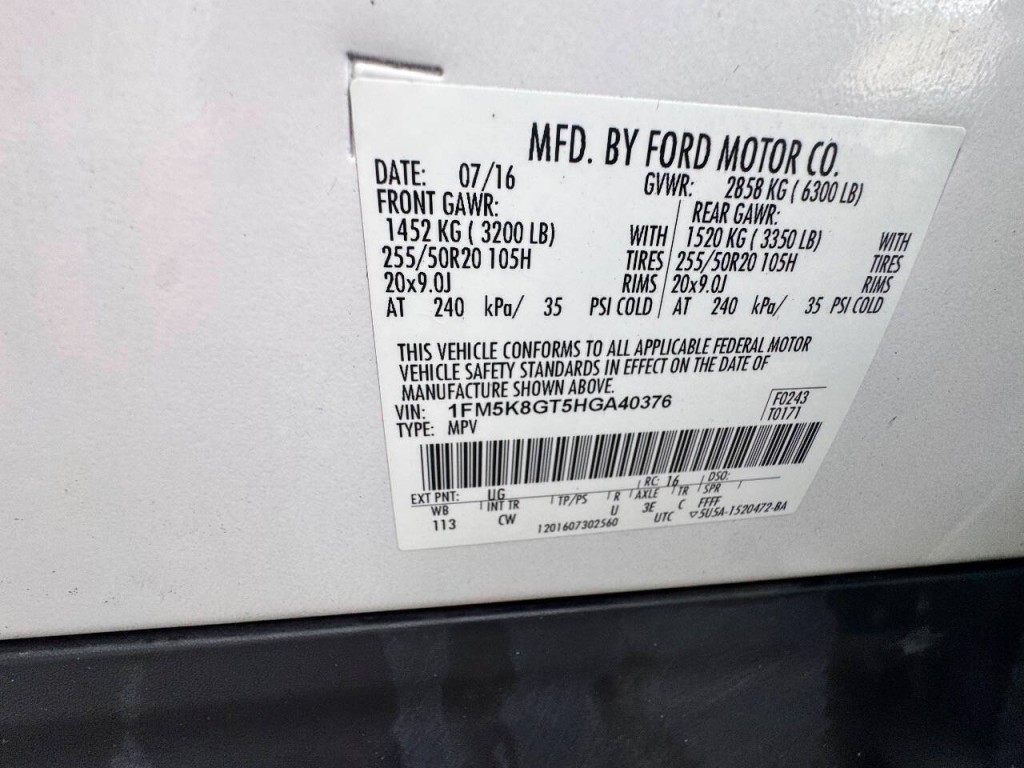 MFD. BY FORD MOTOR CO.
DATE: 07/16 GVWR: 2858 KG ( 6300 LB)
FRONT GAWR: REAR GAWR:
1452 KG ( 3200 LB) WITH 1520 KG ( 3350 LB) WITH
255/50R20 105H TIRES 255/50R20 105H TIRES
20x9.0J RIMS 20x9.0J RIMS
AT 240 kPa/ 35 PSI COLD AT 240 kPa/ 35 PSI COLD
THIS VEHICLE CONFORMS TO ALL APPLICABLE FEDERAL MOTOR
VEHICLE SAFETY STANDARDS IN EFFECT ON THE DATE OF
MANUFACTURE SHOWN ABOVE.
VIN: 1FM5K8GT5HGA40376 F0243
TYPE: MPV T0171
EXT PNT: UG RC: 16 DSO:
WB INT TR TP/PS R AXLE TR SPR
113 CW U 3E C FFFF
1201607302560 UTC ▽5U5A-1520472-BA